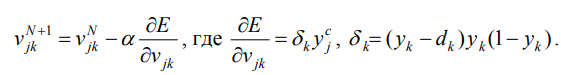 v_{jk}^{N+1} = v_{jk}^{N} - α ∂E/∂v_{jk}, где ∂E/∂v_{jk} = δ_k y_j^c, δ_k = (y_k - d_k) y_k (1 - y_k).